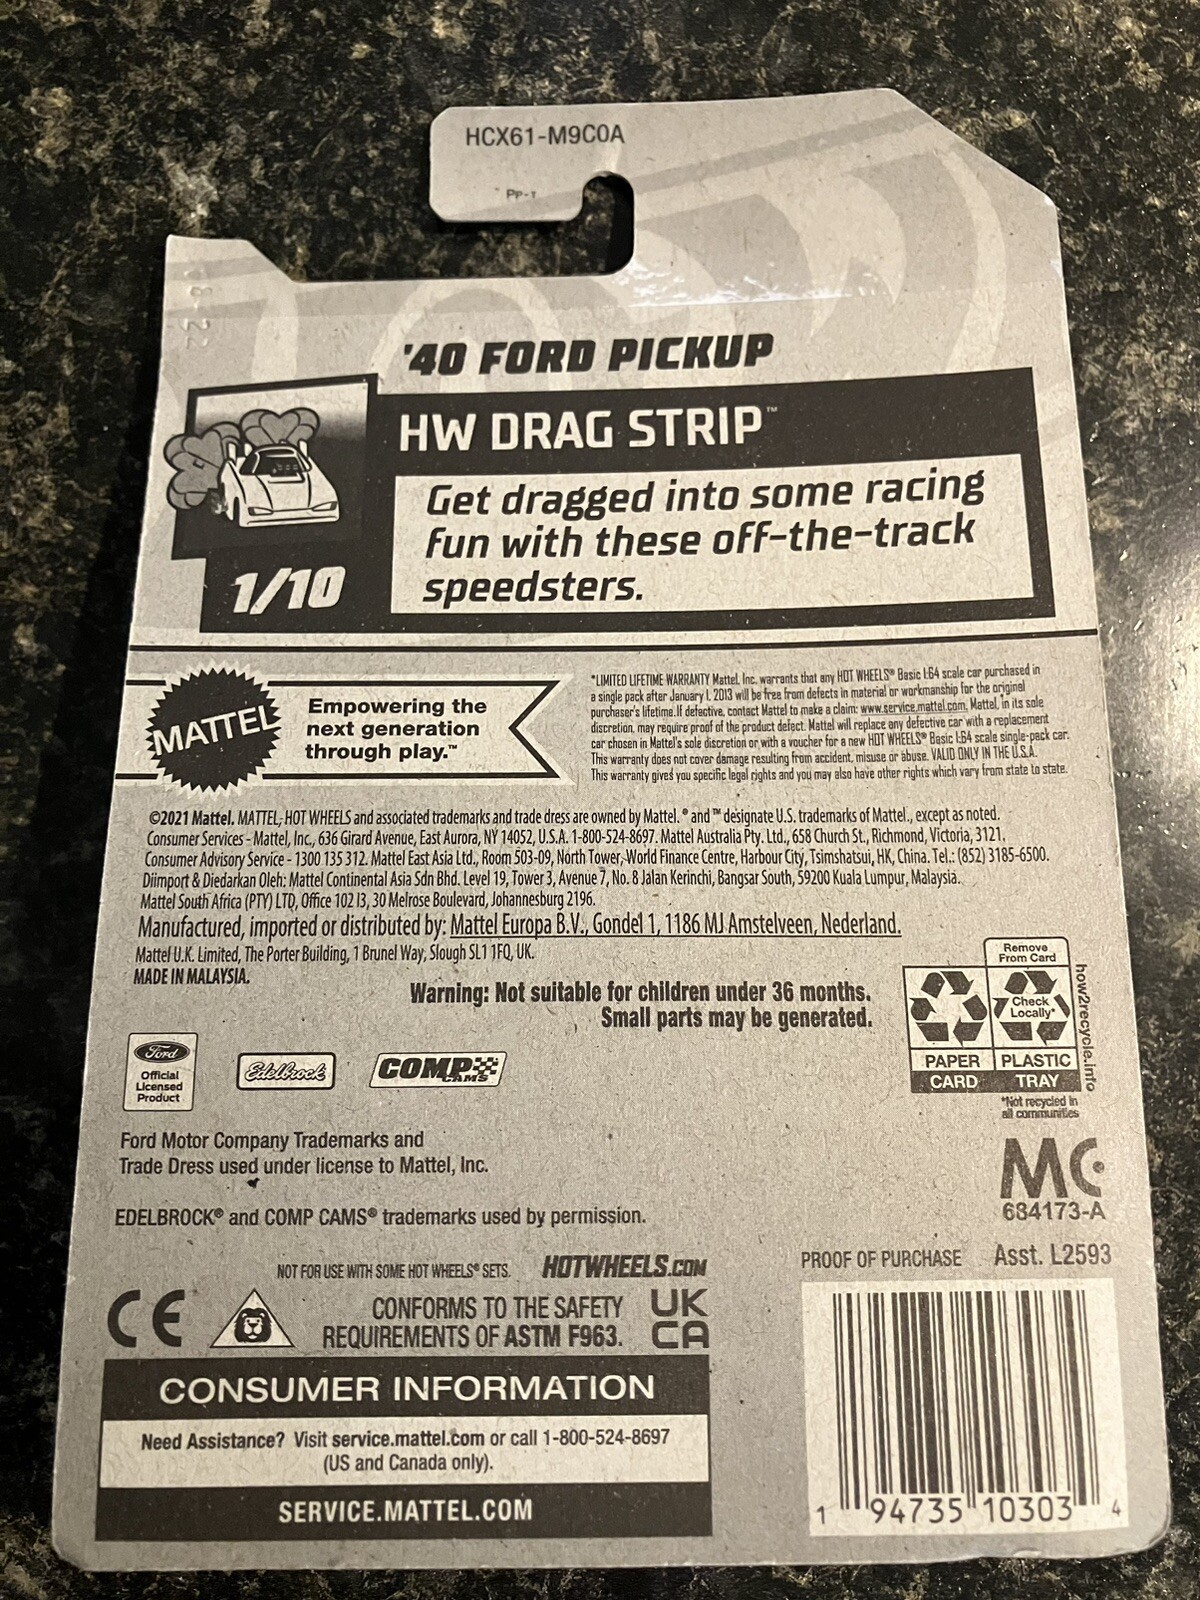 HCX61-M9C0A
PP-T
'40 FORD PICKUP
HW DRAG STRIP™
Get dragged into some racing
fun with these off-the-track
speedsters.
1/10
MATTEL
Empowering the
next generation
through play.™
*LIMITED LIFETIME WARRANTY Mattel, Inc. warrants that any HOT WHEELS® Basic 1:64 scale car purchased in
a single pack after January 1, 2013 will be free from defects in material or workmanship for the original
purchaser's lifetime. If defective, contact Mattel to make a claim: www.service.mattel.com. Mattel, in its sole
discretion, may require proof of the product defect. Mattel will replace any defective car with a replacement
car chosen in Mattel's sole discretion or with a voucher for a new HOT WHEELS® Basic 1:64 scale single-pack car.
This warranty does not cover damage resulting from accident, misuse or abuse. VALID ONLY IN THE U.S.A.
This warranty gives you specific legal rights and you may also have other rights which vary from state to state.
©2021 Mattel. MATTEL, HOT WHEELS and associated trademarks and trade dress are owned by Mattel. ® and ™ designate U.S. trademarks of Mattel, except as noted.
Consumer Services - Mattel, Inc., 636 Girard Avenue, East Aurora, NY 14052, U.S.A. 1-800-524-8697. Mattel Australia Pty. Ltd., 658 Church St., Richmond, Victoria, 3121.
Consumer Advisory Service - 1300 135 312. Mattel East Asia Ltd., Room 503-09, North Tower, World Finance Centre, Harbour City, Tsimshatsui, HK, China. Tel.: (852) 3185-6500.
Diimport & Diedarkan Oleh: Mattel Continental Asia Sdn Bhd. Level 19, Tower 3, Avenue 7, No. 8 Jalan Kerinchi, Bangsar South, 59200 Kuala Lumpur, Malaysia.
Mattel South Africa (PTY) LTD, Office 102 I3, 30 Melrose Boulevard, Johannesburg 2196.
Manufactured, imported or distributed by: Mattel Europa B.V., Gondel 1, 1186 MJ Amstelveen, Nederland.
Mattel U.K. Limited, The Porter Building, 1 Brunel Way, Slough SL1 1FQ, UK.
MADE IN MALAYSIA.
Warning: Not suitable for children under 36 months.
Small parts may be generated.
Remove
From Card
Check
Locally*
PAPER
PLASTIC
CARD
TRAY
how2recycle.info
*Not recycled in
all communities
Ford
Official
Licensed
Product
Edelbrock
COMP
CAMS
Ford Motor Company Trademarks and
Trade Dress used under license to Mattel, Inc.
EDELBROCK® and COMP CAMS® trademarks used by permission.
MC
684173-A
NOT FOR USE WITH SOME HOT WHEELS® SETS.
HOTWHEELS.COM
PROOF OF PURCHASE
Asst. L2593
CE
CONFORMS TO THE SAFETY
REQUIREMENTS OF ASTM F963.
UK
CA
CONSUMER INFORMATION
Need Assistance? Visit service.mattel.com or call 1-800-524-8697
(US and Canada only).
SERVICE.MATTEL.COM
1 94735 10303 4